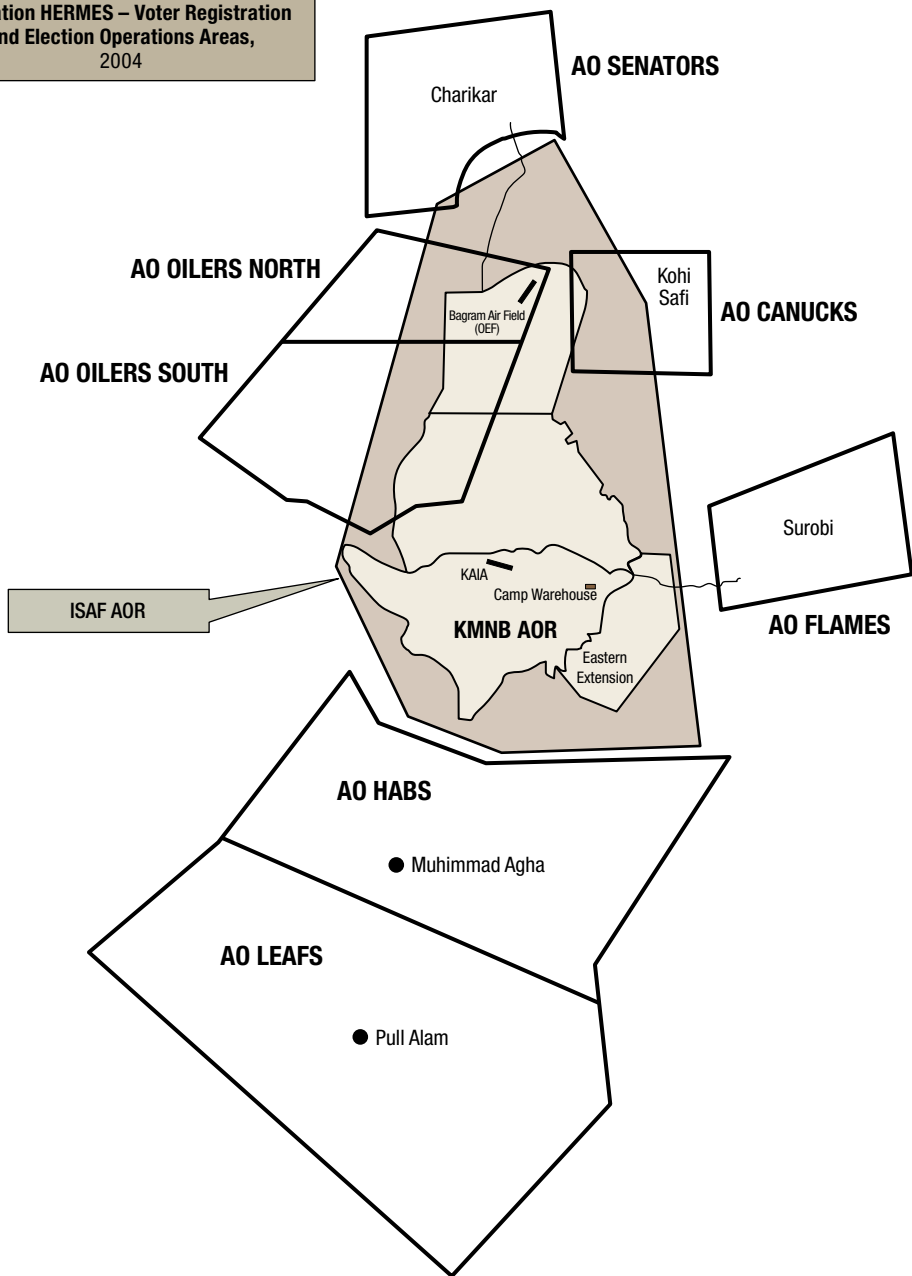 tion HERMES – Voter Registration
nd Election Operations Areas,
2004
AO SENATORS
Charikar
AO OILERS NORTH
Kohi
Safi
AO CANUCKS
Bagram Air Field
(OEF)
AO OILERS SOUTH
Surobi
KAIA
Camp Warehouse
ISAF AOR
KMNB AOR
AO FLAMES
Eastern
Extension
AO HABS
Muhimmad Agha
AO LEAFS
Pull Alam